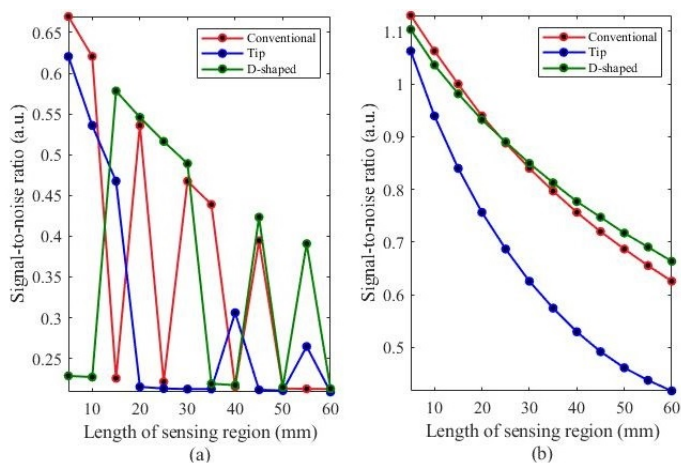 0.65
0.6
0.55
0.5
0.45
0.4
0.35
0.3
0.25
Signal-to-noise ratio (a.u.)
Conventional
Tip
D-shaped
10 20 30 40 50 60
Length of sensing region (mm)
(a)
1.1
1
0.9
0.8
0.7
0.6
0.5
Signal-to-noise ratio (a.u.)
Conventional
Tip
D-shaped
10 20 30 40 50 60
Length of sensing region (mm)
(b)